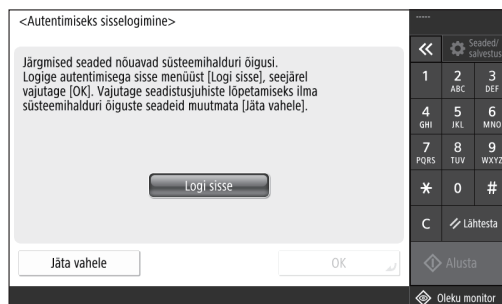 <Autentimiseks sisselogimine>
Järgmised seaded nõuavad süsteemihalduri õigusi.
Logige autentimisega sisse menüüst [Logi sisse], seejärel
vajutage [OK]. Vajutage seadistusjuhiste lõpetamiseks ilma
süsteemihalduri õiguste seadeid muutmata [Jäta vahele].
Logi sisse
Jäta vahele
OK
-----
Seaded/
salvestus
1 2 3
ABC DEF
4 5 6
GHI JKL MNO
7 8 9
PQRS TUV WXYZ
* 0 #
C Lähtesta
Alusta
Oleku monitor